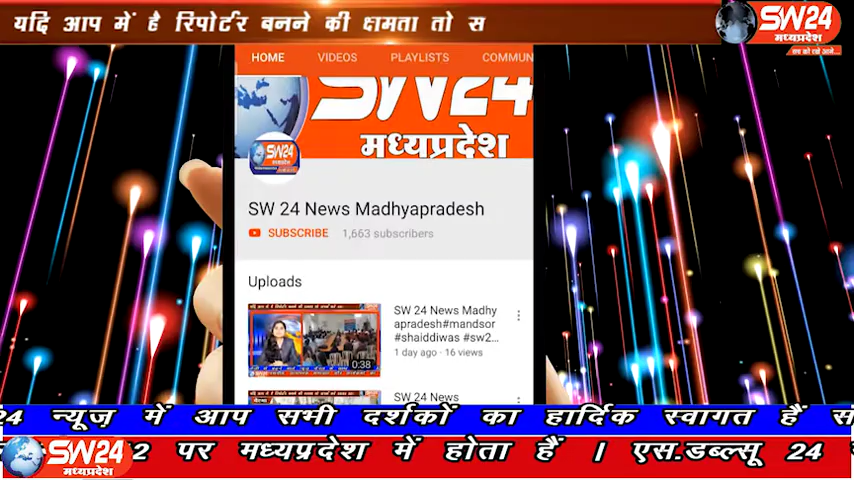 यदि आप में है रिपोर्टर बनने की क्षमता तो स
SW24
मध्यप्रदेश
HOME VIDEOS PLAYLISTS COMMUN
SW24
मध्यप्रदेश
SW24
SW 24 News Madhyapradesh
SUBSCRIBE 1,663 subscribers
Uploads
SW 24 News Madhy
apradesh#mandsor
#shaiddiwas #sw2...
1 day ago · 16 views
0:38
SW 24 News
24 न्यूज़ में आप सभी दर्शकों का हार्दिक स्वागत हैं सं
2 पर मध्यप्रदेश में होता हैं । एस.डब्ल्सू 24
SW24
मध्यप्रदेश